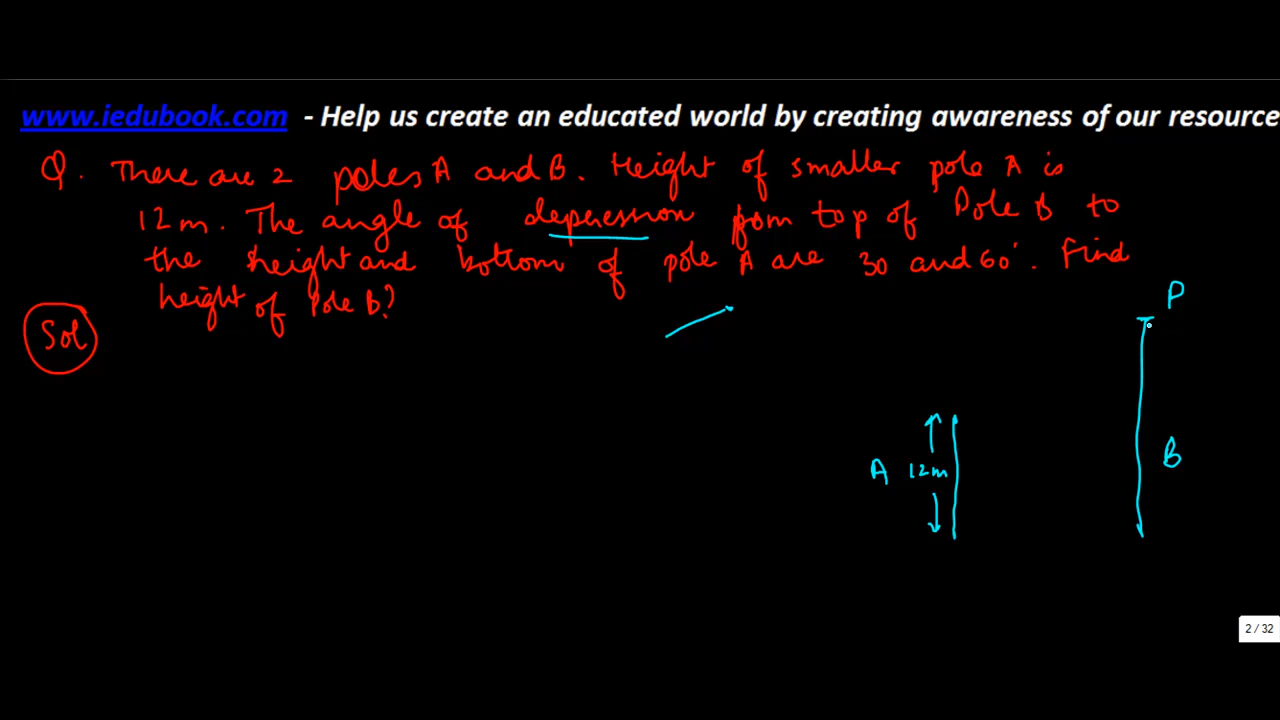 www.iedubook.com - Help us create an educated world by creating awareness of our resource
Q. There are 2 poles A and B. Height of smaller pole A is
12m. The angle of depression from top of Pole B to
the height and bottom of pole A are 30 and 60°. Find
height of Pole B?
Sol
P
A 12m
B
2 / 32